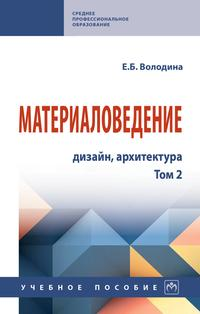 СРЕДНЕЕ
ПРОФЕССИОНАЛЬНОЕ
ОБРАЗОВАНИЕ
Е.Б. Володина
МАТЕРИАЛОВЕДЕНИЕ
дизайн, архитектура
Том 2
УЧЕБНОЕ ПОСОБИЕ